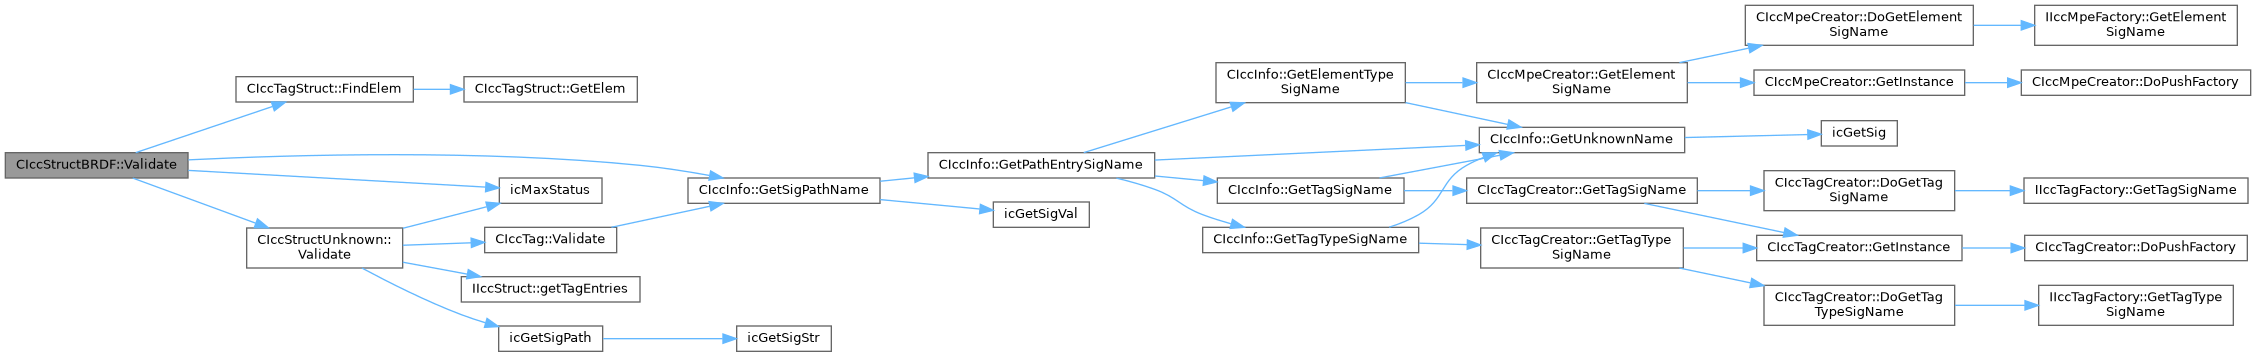 CIccStructBRDF::Validate
CIccTagStruct::FindElem
CIccTagStruct::GetElem
CIccInfo::GetSigPathName
icMaxStatus
CIccStructUnknown::
Validate
CIccTag::Validate
IIccStruct::getTagEntries
icGetSigPath
icGetSigStr
CIccInfo::GetPathEntrySigName
icGetSigVal
CIccInfo::GetElementType
SigName
CIccInfo::GetTagSigName
CIccInfo::GetTagTypeSigName
CIccMpeCreator::GetElement
SigName
CIccInfo::GetUnknownName
CIccTagCreator::GetTagSigName
CIccTagCreator::GetTagType
SigName
CIccMpeCreator::DoGetElement
SigName
CIccMpeCreator::GetInstance
icGetSig
CIccTagCreator::DoGetTag
SigName
CIccTagCreator::GetInstance
CIccTagCreator::DoGetTag
TypeSigName
IIccMpeFactory::GetElement
SigName
CIccMpeCreator::DoPushFactory
IIccTagFactory::GetTagSigName
CIccTagCreator::DoPushFactory
IIccTagFactory::GetTagType
SigName